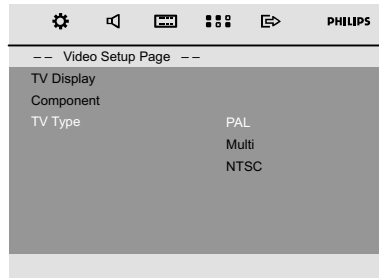 PHILIPS
–– Video Setup Page ––
TV Display
Component
TV Type PAL
Multi
NTSC